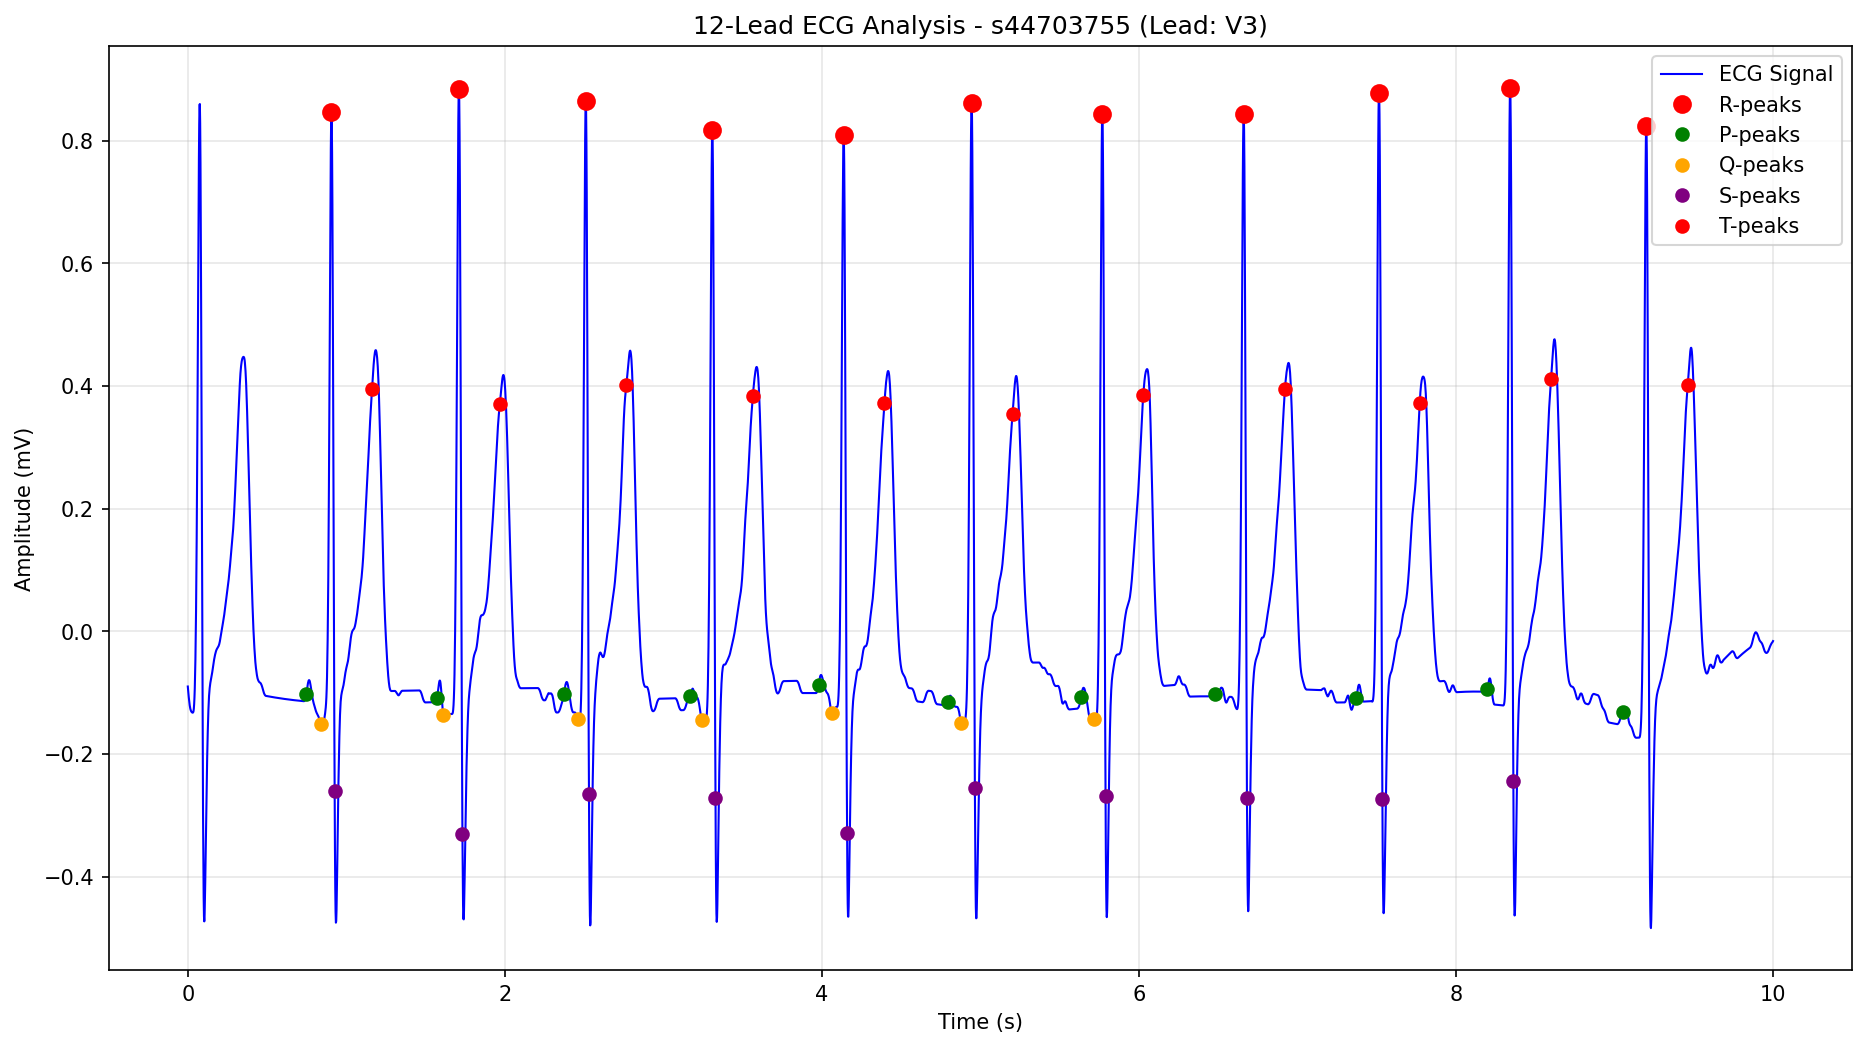 12-Lead ECG Analysis - s44703755 (Lead: V3)
ECG Signal
R-peaks
P-peaks
Q-peaks
S-peaks
T-peaks
Amplitude (mV)
0.8
0.6
0.4
0.2
0.0
−0.2
−0.4
0 2 4 6 8 10
Time (s)